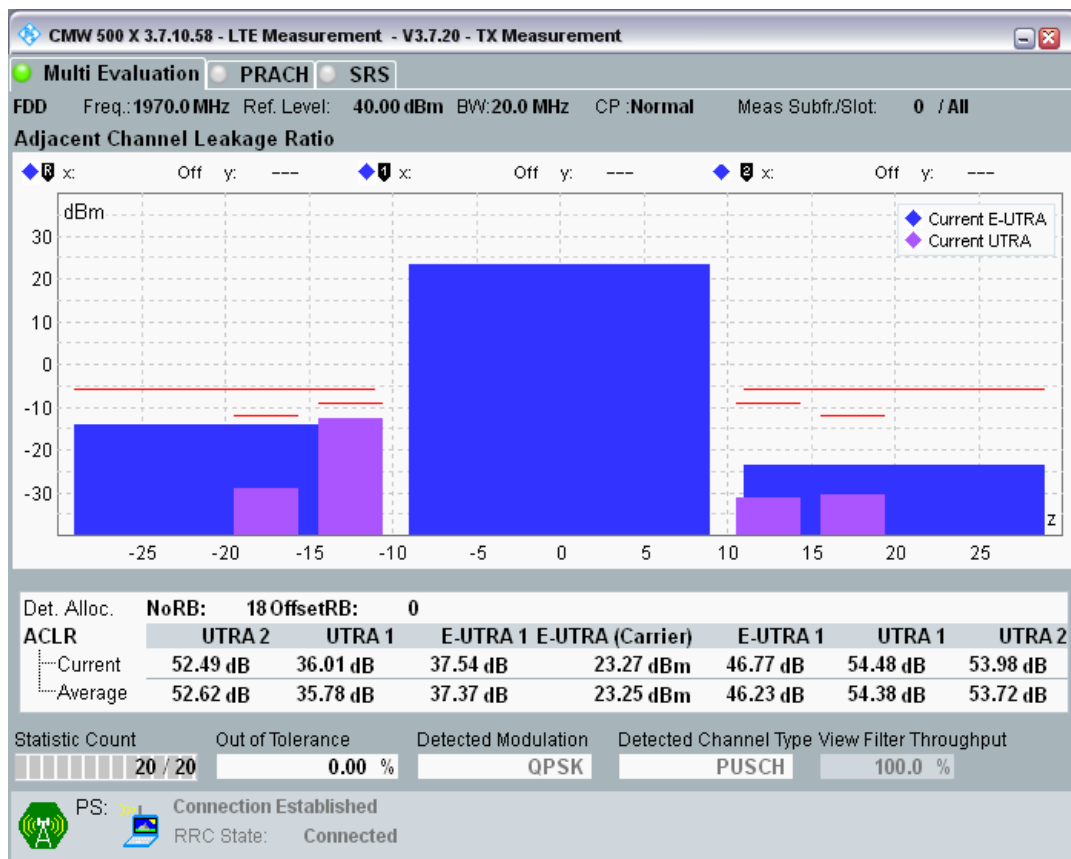 CMW 500 X 3.7.10.58 - LTE Measurement - V3.7.20 - TX Measurement
Multi Evaluation PRACH SRS
FDD Freq.:1970.0 MHz Ref. Level: 40.00 dBm BW:20.0 MHz CP :Normal Meas Subfr./Slot: 0 / All
Adjacent Channel Leakage Ratio
R x: Off y: --- 1 x: Off y: --- 2 x: Off y: ---
dBm
Current E-UTRA
Current UTRA
30
20
10
0
-10
-20
-30
z
-25 -20 -15 -10 -5 0 5 10 15 20 25
Det. Alloc. NoRB: 18 OffsetRB: 0
ACLR UTRA 2 UTRA 1 E-UTRA 1 E-UTRA (Carrier) E-UTRA 1 UTRA 1 UTRA 2
Current 52.49 dB 36.01 dB 37.54 dB 23.27 dBm 46.77 dB 54.48 dB 53.98 dB
Average 52.62 dB 35.78 dB 37.37 dB 23.25 dBm 46.23 dB 54.38 dB 53.72 dB
Statistic Count Out of Tolerance Detected Modulation Detected Channel Type View Filter Throughput
20 / 20 0.00 % QPSK PUSCH 100.0 %
PS: Connection Established
RRC State: Connected